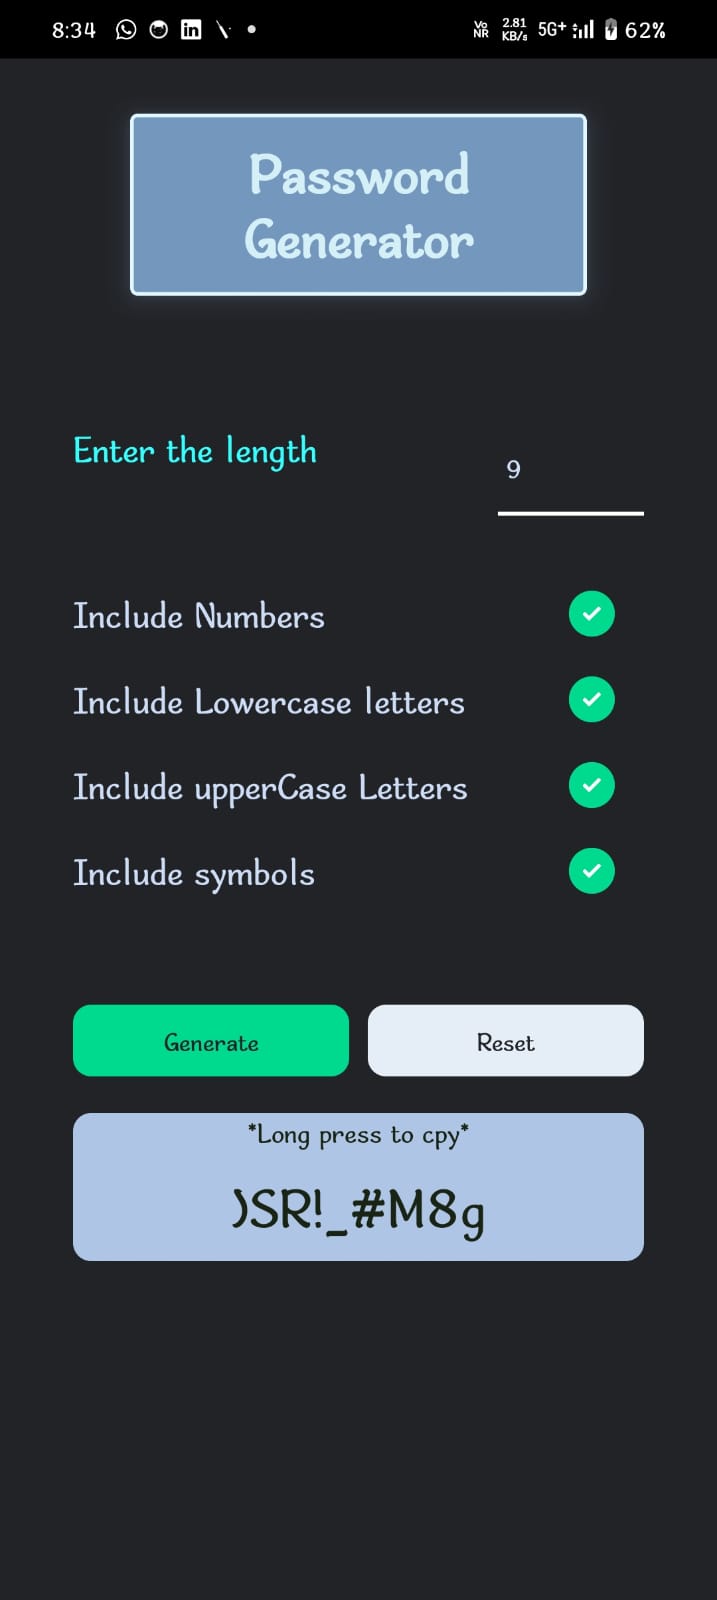 8:34 in Vo NR 2.81 KB/s 5G+ 62%
Password
Generator
Enter the length
9
Include Numbers
Include Lowercase letters
Include upperCase Letters
Include symbols
Generate Reset
*Long press to cpy*
)SR!_#M8g